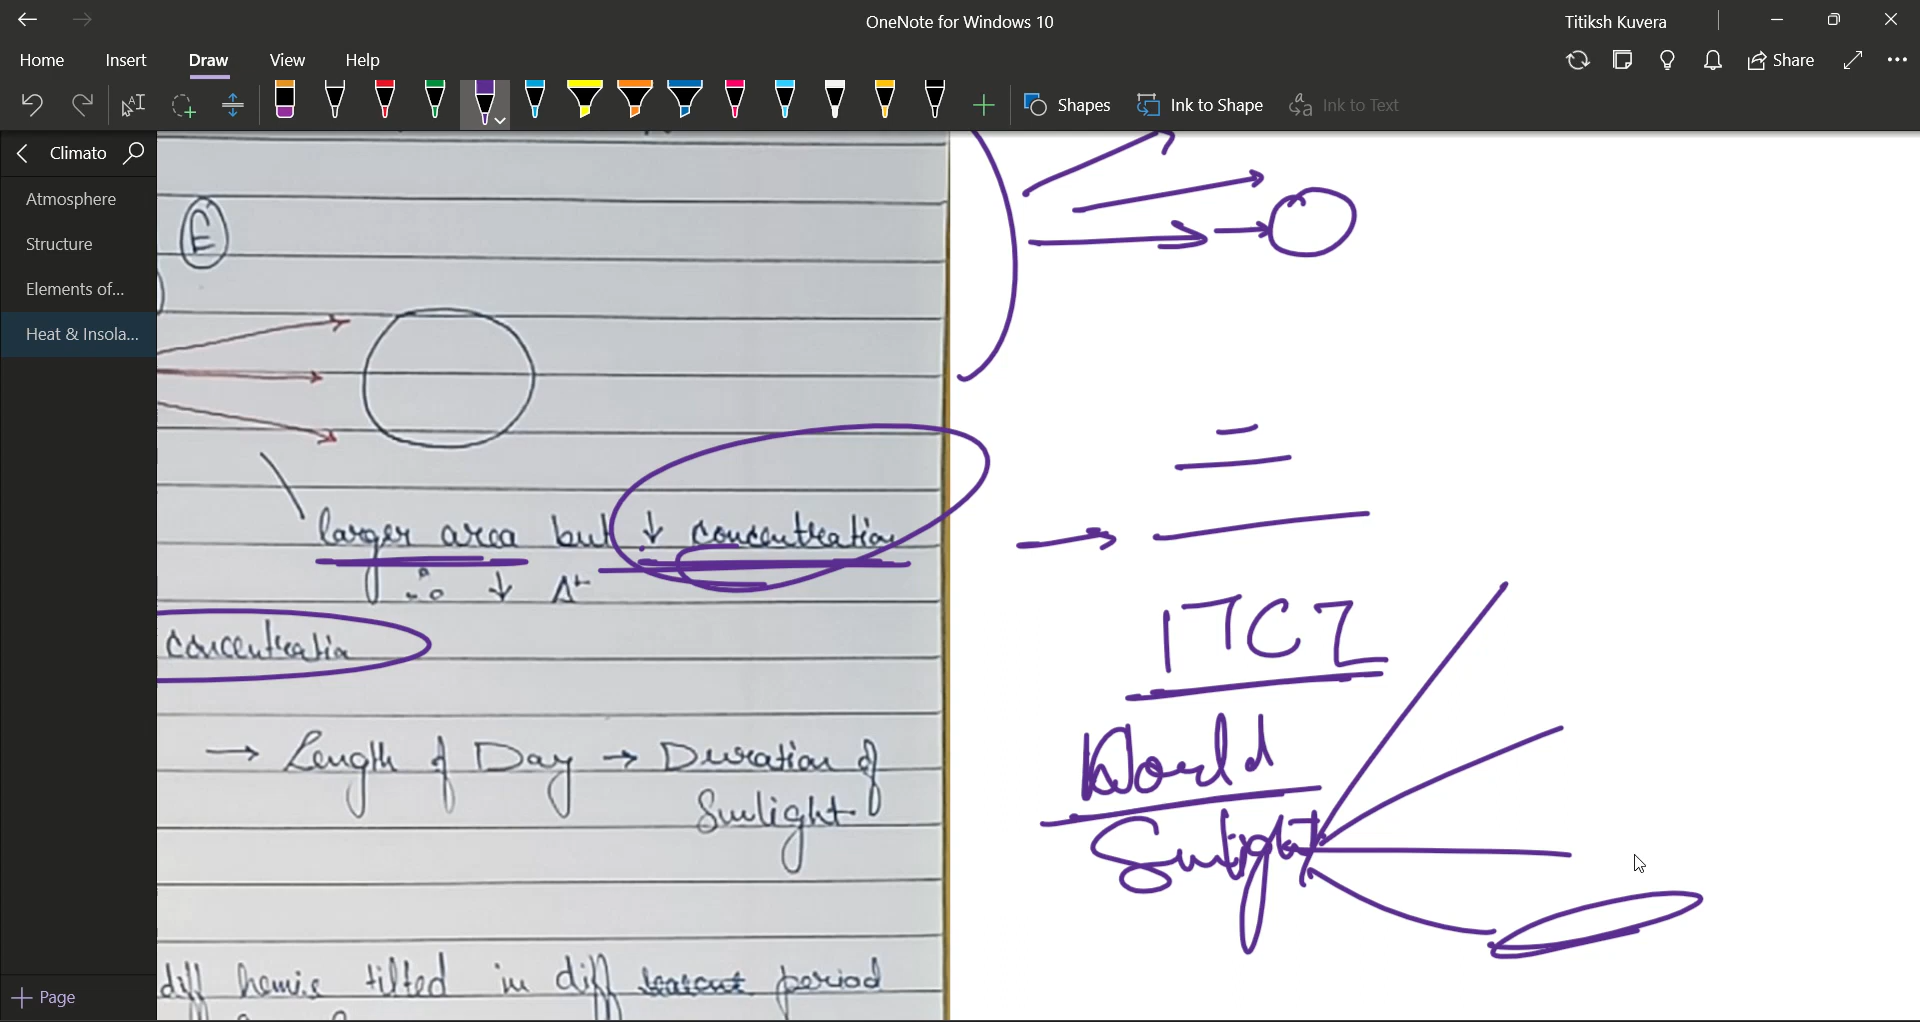 OneNote for Windows 10
Titiksh Kuvera
Home Insert Draw View Help
Share
Shapes Ink to Shape Ink to Text
Climato
Atmosphere
Structure
Elements of...
Heat & Insola...
Page
E
larger area but ↓ concentration
∴ ↓
concentratio
→ Length of Day → Duration of
Sunlight
diff hemis tilted in diff period
ITCZ
World
Sunlight